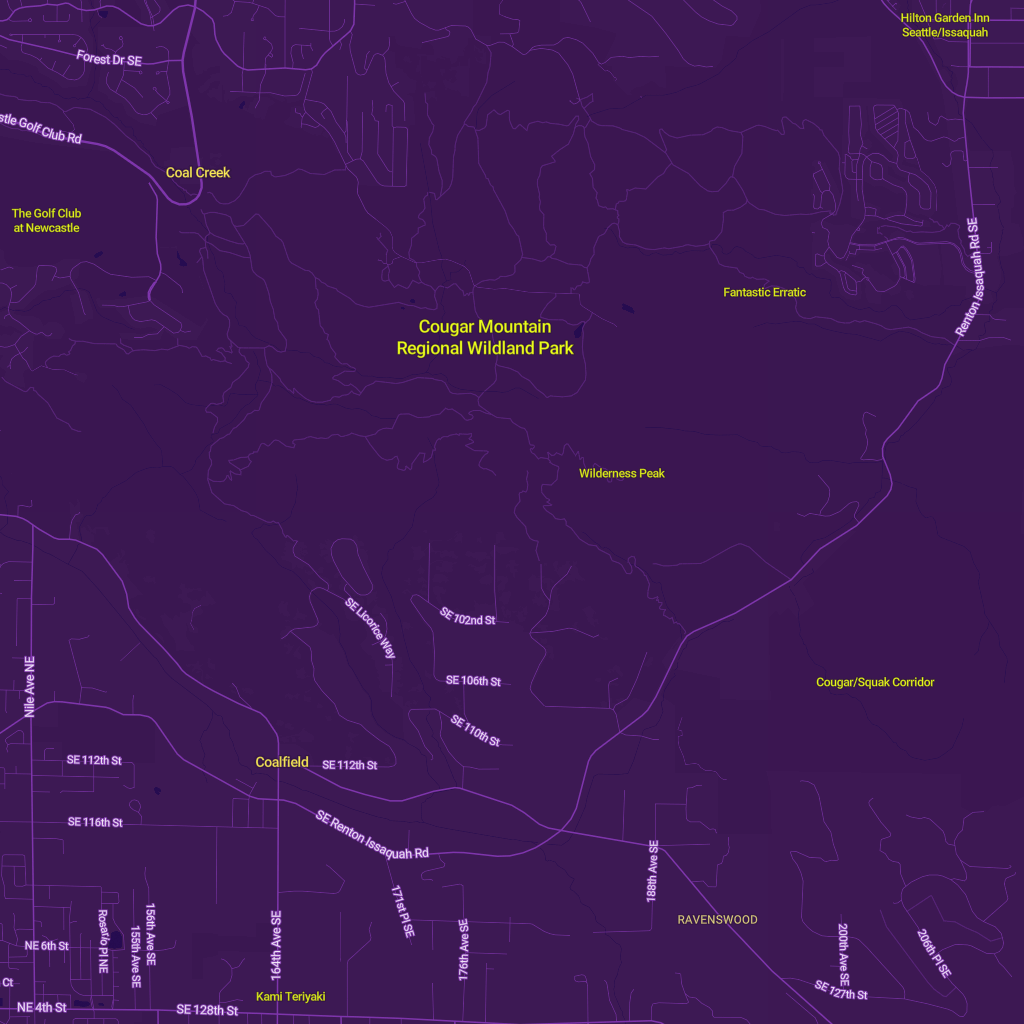 Hilton Garden Inn
Seattle/Issaquah
Forest Dr SE
stle Golf Club Rd
Coal Creek
The Golf Club
at Newcastle
Renton Issaquah Rd SE
Fantastic Erratic
Cougar Mountain
Regional Wildland Park
Wilderness Peak
SE Licorice Way
SE 102nd St
SE 106th St
Nile Ave NE
Cougar/Squak Corridor
SE 110th St
SE 112th St
Coalfield
SE 112th St
SE 116th St
SE Renton Issaquah Rd
188th Ave SE
171st Pl SE
RAVENSWOOD
Rosario Pl NE
156th Ave SE
155th Ave SE
164th Ave SE
176th Ave SE
200th Ave SE
206th Pl SE
NE 6th St
Ct
SE 127th St
Kami Teriyaki
NE 4th St
SE 128th St